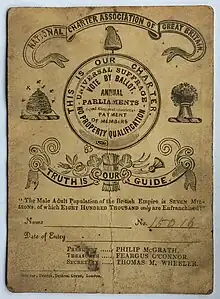 NATIONAL CHARTER ASSOCIATION OF GREAT BRITAIN
THIS IS OUR CHARTER
UNIVERSAL SUFFRAGE
VOTE BY BALLOT
ANNUAL
PARLIAMENTS
PAYMENT
OF MEMBERS
NO PROPERTY QUALIFICATION
TRUTH IS OUR GUIDE
"The Male Adult Population of the British Empire is SEVEN MILLIONS, of which EIGHT HUNDRED THOUSAND only are Enfranchised"
Name
No.
Date of Entry
PHILIP McGRATH,
FEARGUS O'CONNOR.
SECRETARY, THOMAS M. WHEELER.